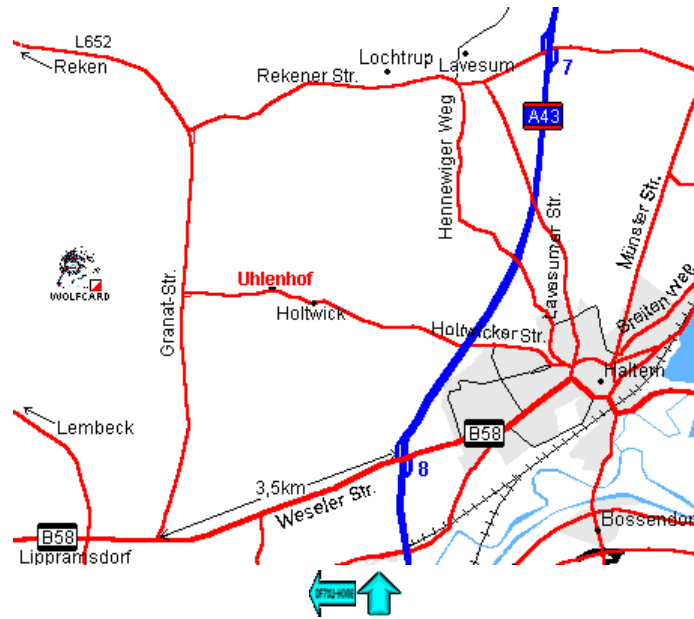 L652
Reken
Lochtrup
Lavesum
Rekener Str.
7
A43
Hennewiger Weg
Münster Str.
Lavesumer Str.
WOLFCARD
Uhlenhof
Holtwick
Granat-Str.
Holtwicker Str.
Breiten Weg
Haltern
Lembeck
B58
8
3,5km
Weseler Str.
B58
Lippramsdorf
Bossendor